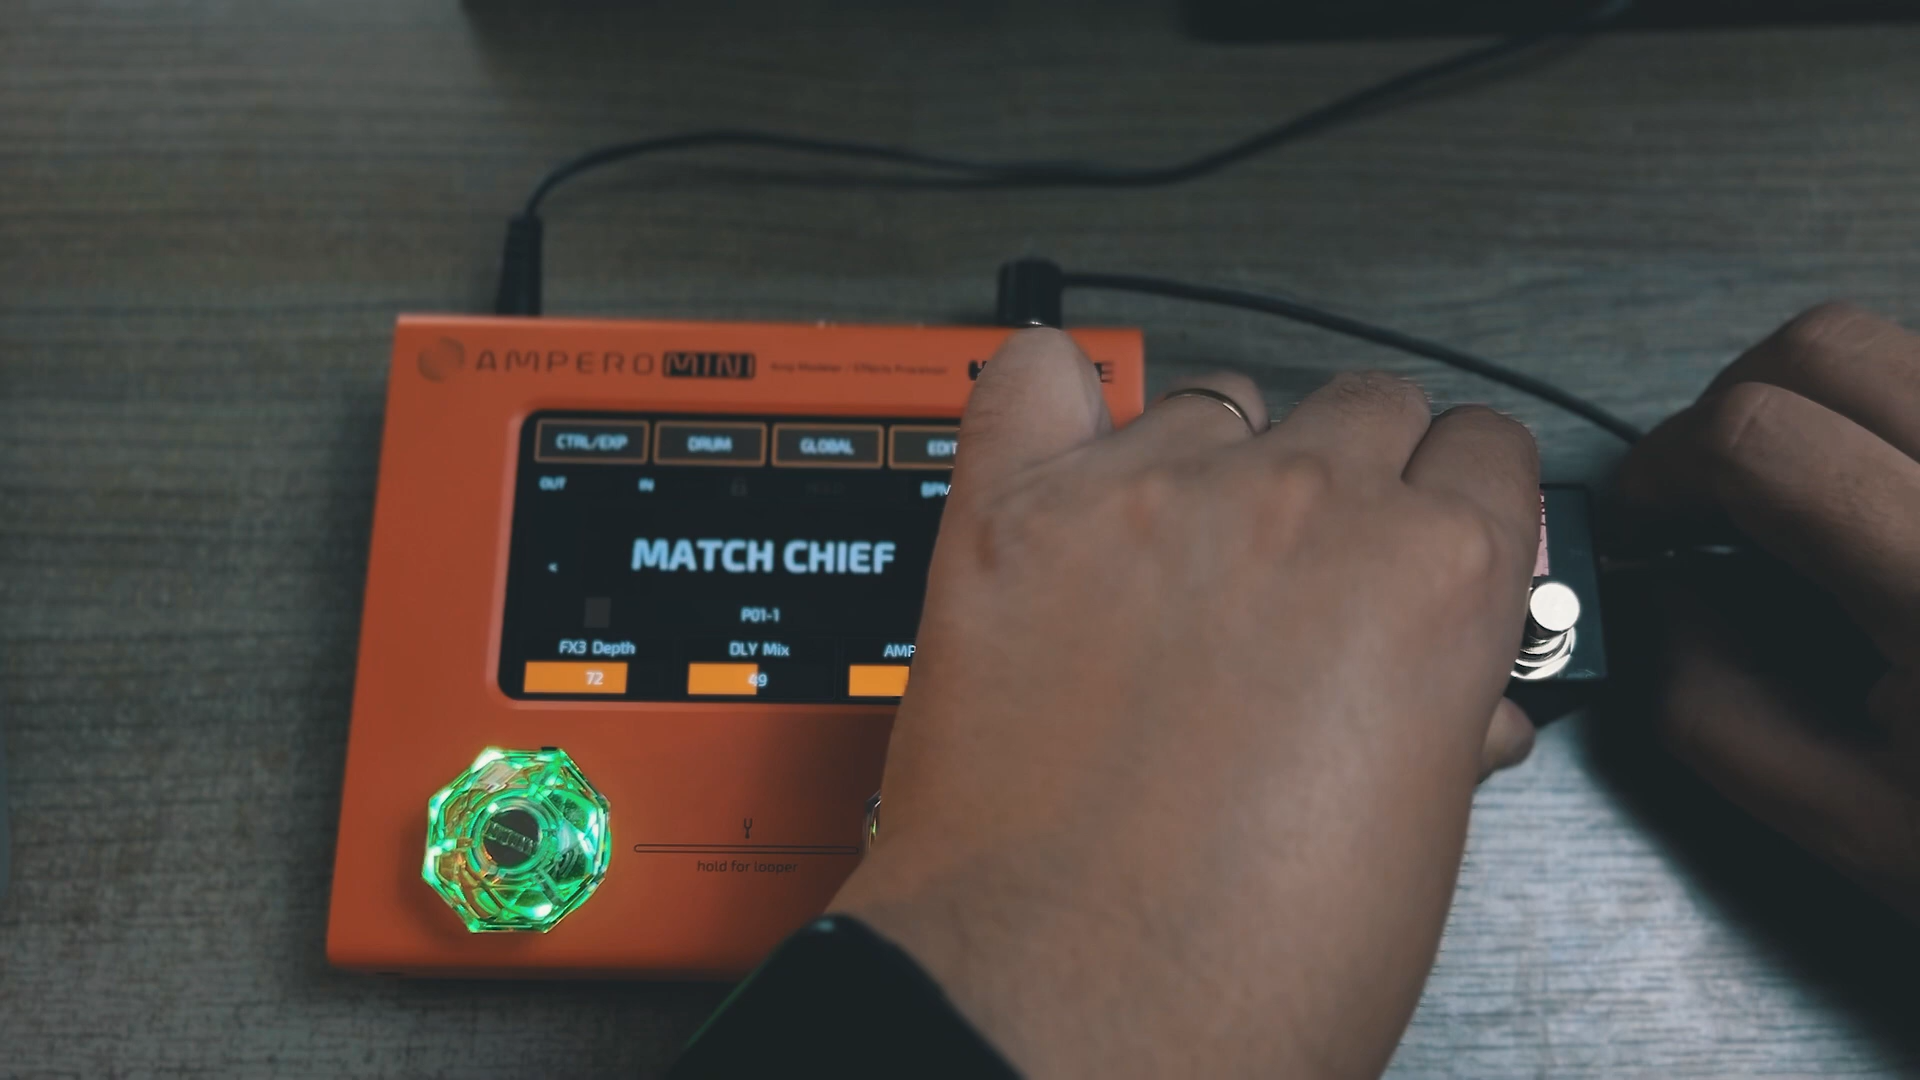 AMPERO MINI Amp Modeler / Effects Processor
CTRL/EXP DRUM GLOBAL EDIT
OUT IN BPM
<
MATCH CHIEF
P01-1
FX3 Depth DLY Mix AMP
72 49
hold for looper